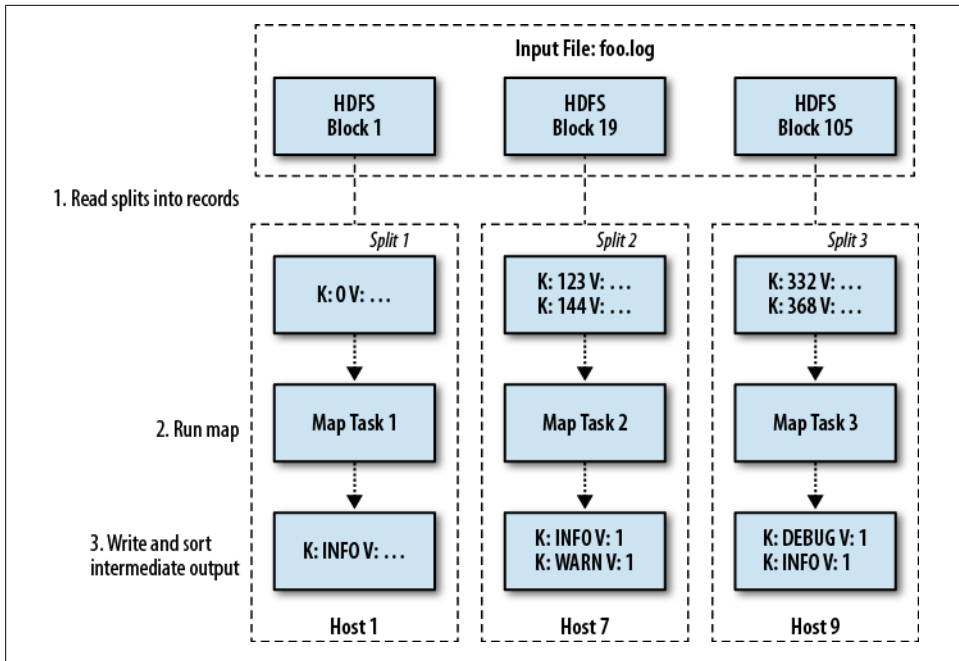 Input File: foo.log
HDFS
Block 1
HDFS
Block 19
HDFS
Block 105
1. Read splits into records
Split 1
Split 2
Split 3
K: 0 V: ...
K: 123 V: ...
K: 144 V: ...
K: 332 V: ...
K: 368 V: ...
2. Run map
Map Task 1
Map Task 2
Map Task 3
3. Write and sort
intermediate output
K: INFO V: ...
K: INFO V: 1
K: WARN V: 1
K: DEBUG V: 1
K: INFO V: 1
Host 1
Host 7
Host 9